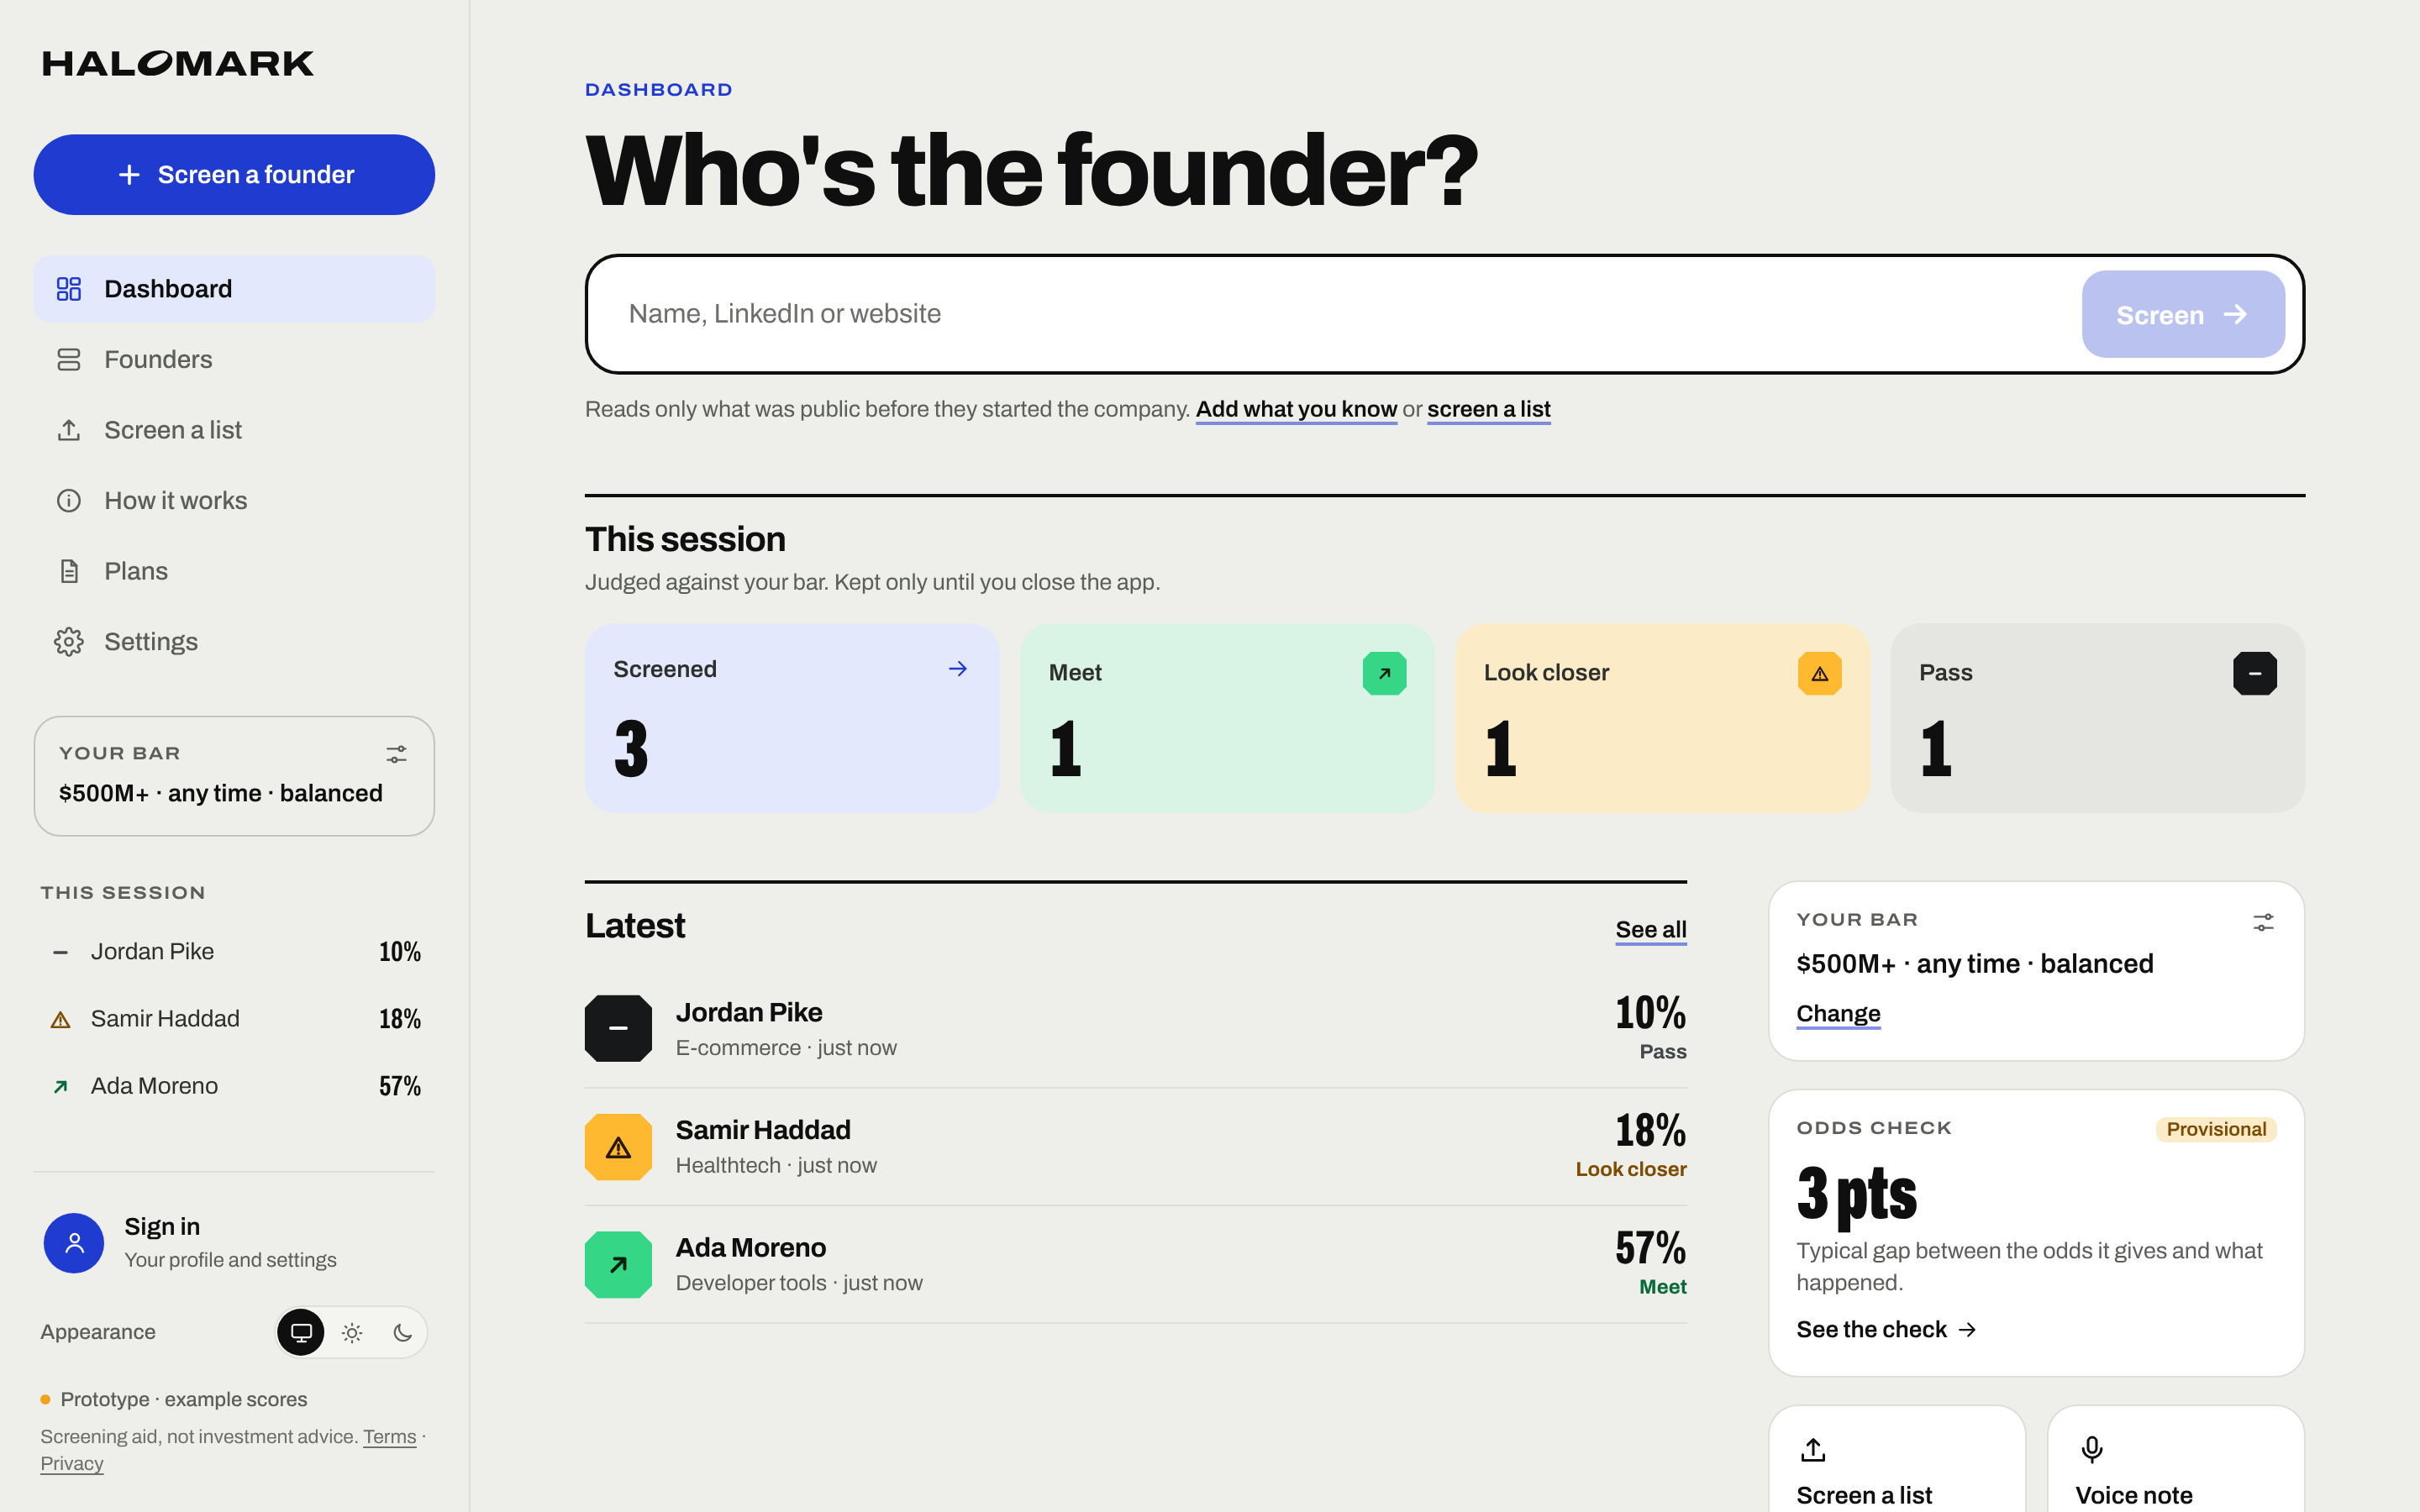 HALOMARK
Screen a founder
Dashboard
Founders
Screen a list
How it works
Plans
Settings
YOUR BAR
$500M+ · any time · balanced
THIS SESSION
Jordan Pike 10%
Samir Haddad 18%
Ada Moreno 57%
Sign in
Your profile and settings
Appearance
Prototype · example scores
Screening aid, not investment advice. Terms ·
Privacy
DASHBOARD
Who's the founder?
Name, LinkedIn or website
Screen
Reads only what was public before they started the company. Add what you know or screen a list
This session
Judged against your bar. Kept only until you close the app.
Screened
3
Meet
1
Look closer
1
Pass
1
Latest
See all
Jordan Pike
E-commerce · just now
10%
Pass
Samir Haddad
Healthtech · just now
18%
Look closer
Ada Moreno
Developer tools · just now
57%
Meet
YOUR BAR
$500M+ · any time · balanced
Change
ODDS CHECK
Provisional
3 pts
Typical gap between the odds it gives and what
happened.
See the check
Screen a list
Voice note